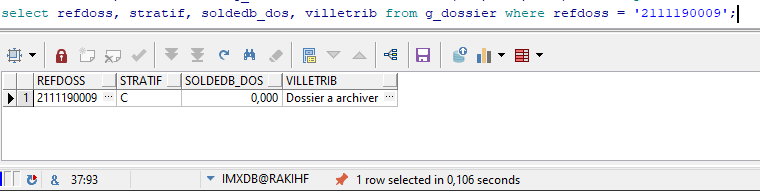 select refdoss, stratif, soldedb_dos, villetrib from g_dossier where refdoss = '2111190009';
REFDOSS STRATIF SOLDEDB_DOS VILLETRIB
1 2111190009 ... C 0,000 Dossier a archiver ...
& 37:93 IMXDB@RAKIHF 1 row selected in 0,106 seconds